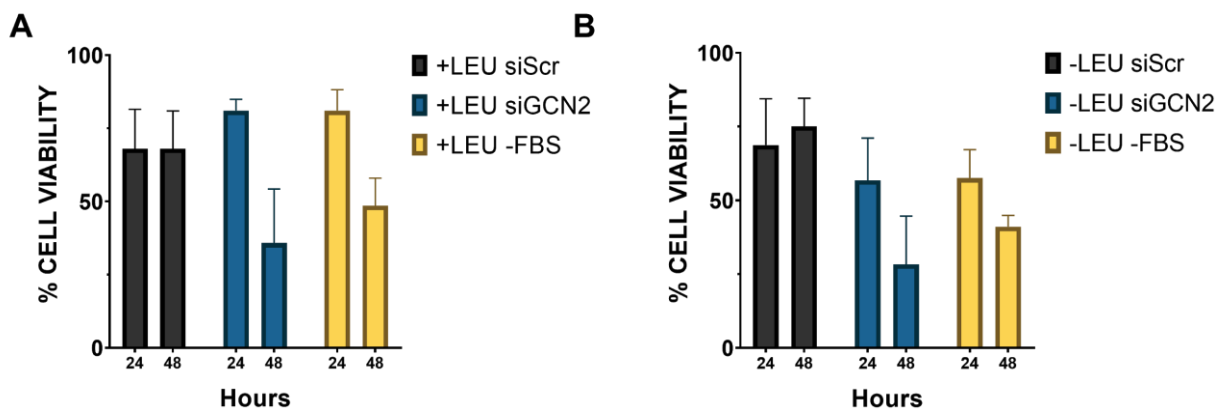 A
% CELL VIABILITY
100
50
0
24 48 24 48 24 48
Hours
+LEU siScr
+LEU siGCN2
+LEU -FBS
B
% CELL VIABILITY
100
50
0
24 48 24 48 24 48
Hours
-LEU siScr
-LEU siGCN2
-LEU -FBS